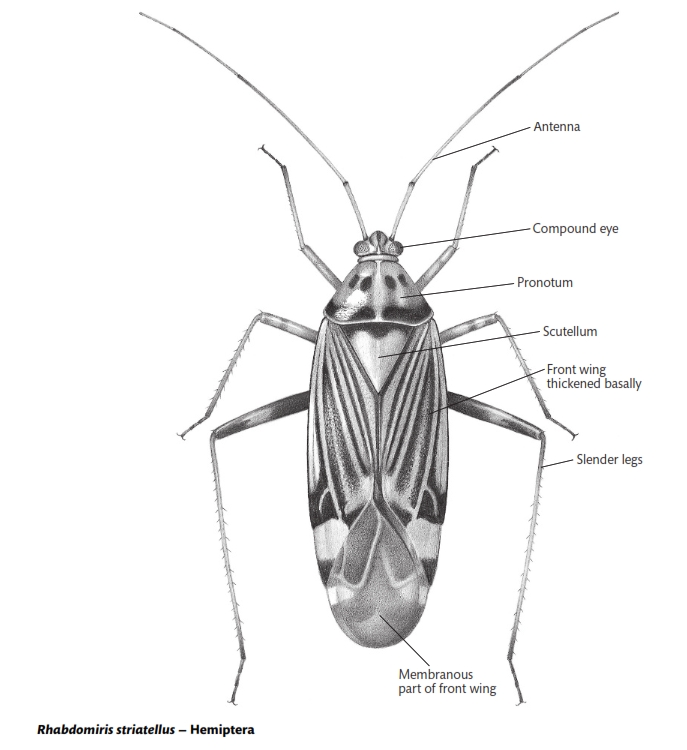 Antenna
Compound eye
Pronotum
Scutellum
Front wing
thickened basally
Slender legs
Membranous
part of front wing
Rhabdomiris striatellus – Hemiptera